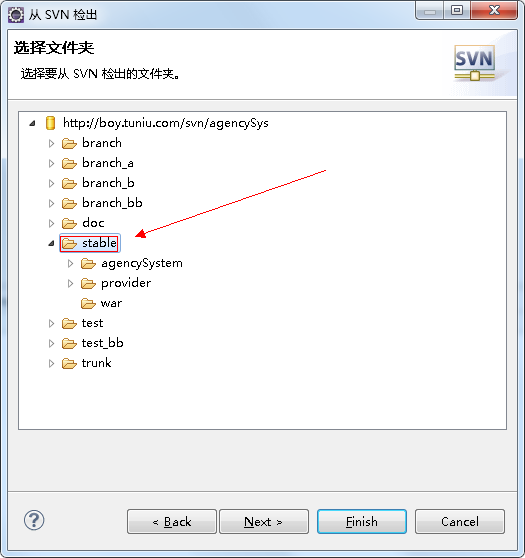 从 SVN 检出
选择文件夹
选择要从 SVN 检出的文件夹。
SVN
http://boy.tuniu.com/svn/agencySys
branch
branch_a
branch_b
branch_bb
doc
stable
agencySystem
provider
war
test
test_bb
trunk
?
< Back
Next >
Finish
Cancel